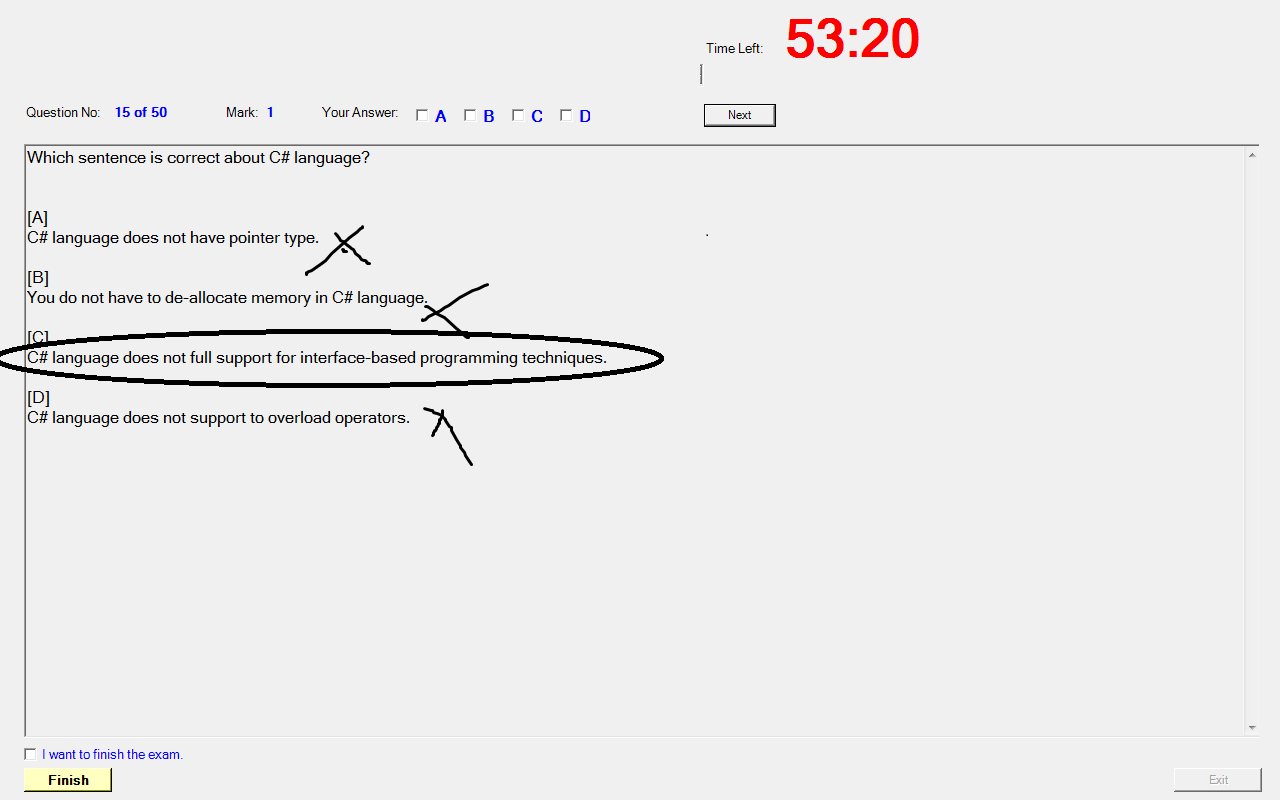 Time Left: 53:20
Question No: 15 of 50 Mark: 1 Your Answer: A B C D Next
Which sentence is correct about C# language?
[A]
C# language does not have pointer type.
[B]
You do not have to de-allocate memory in C# language.
[C]
C# language does not full support for interface-based programming techniques.
[D]
C# language does not support to overload operators.
I want to finish the exam.
Finish Exit